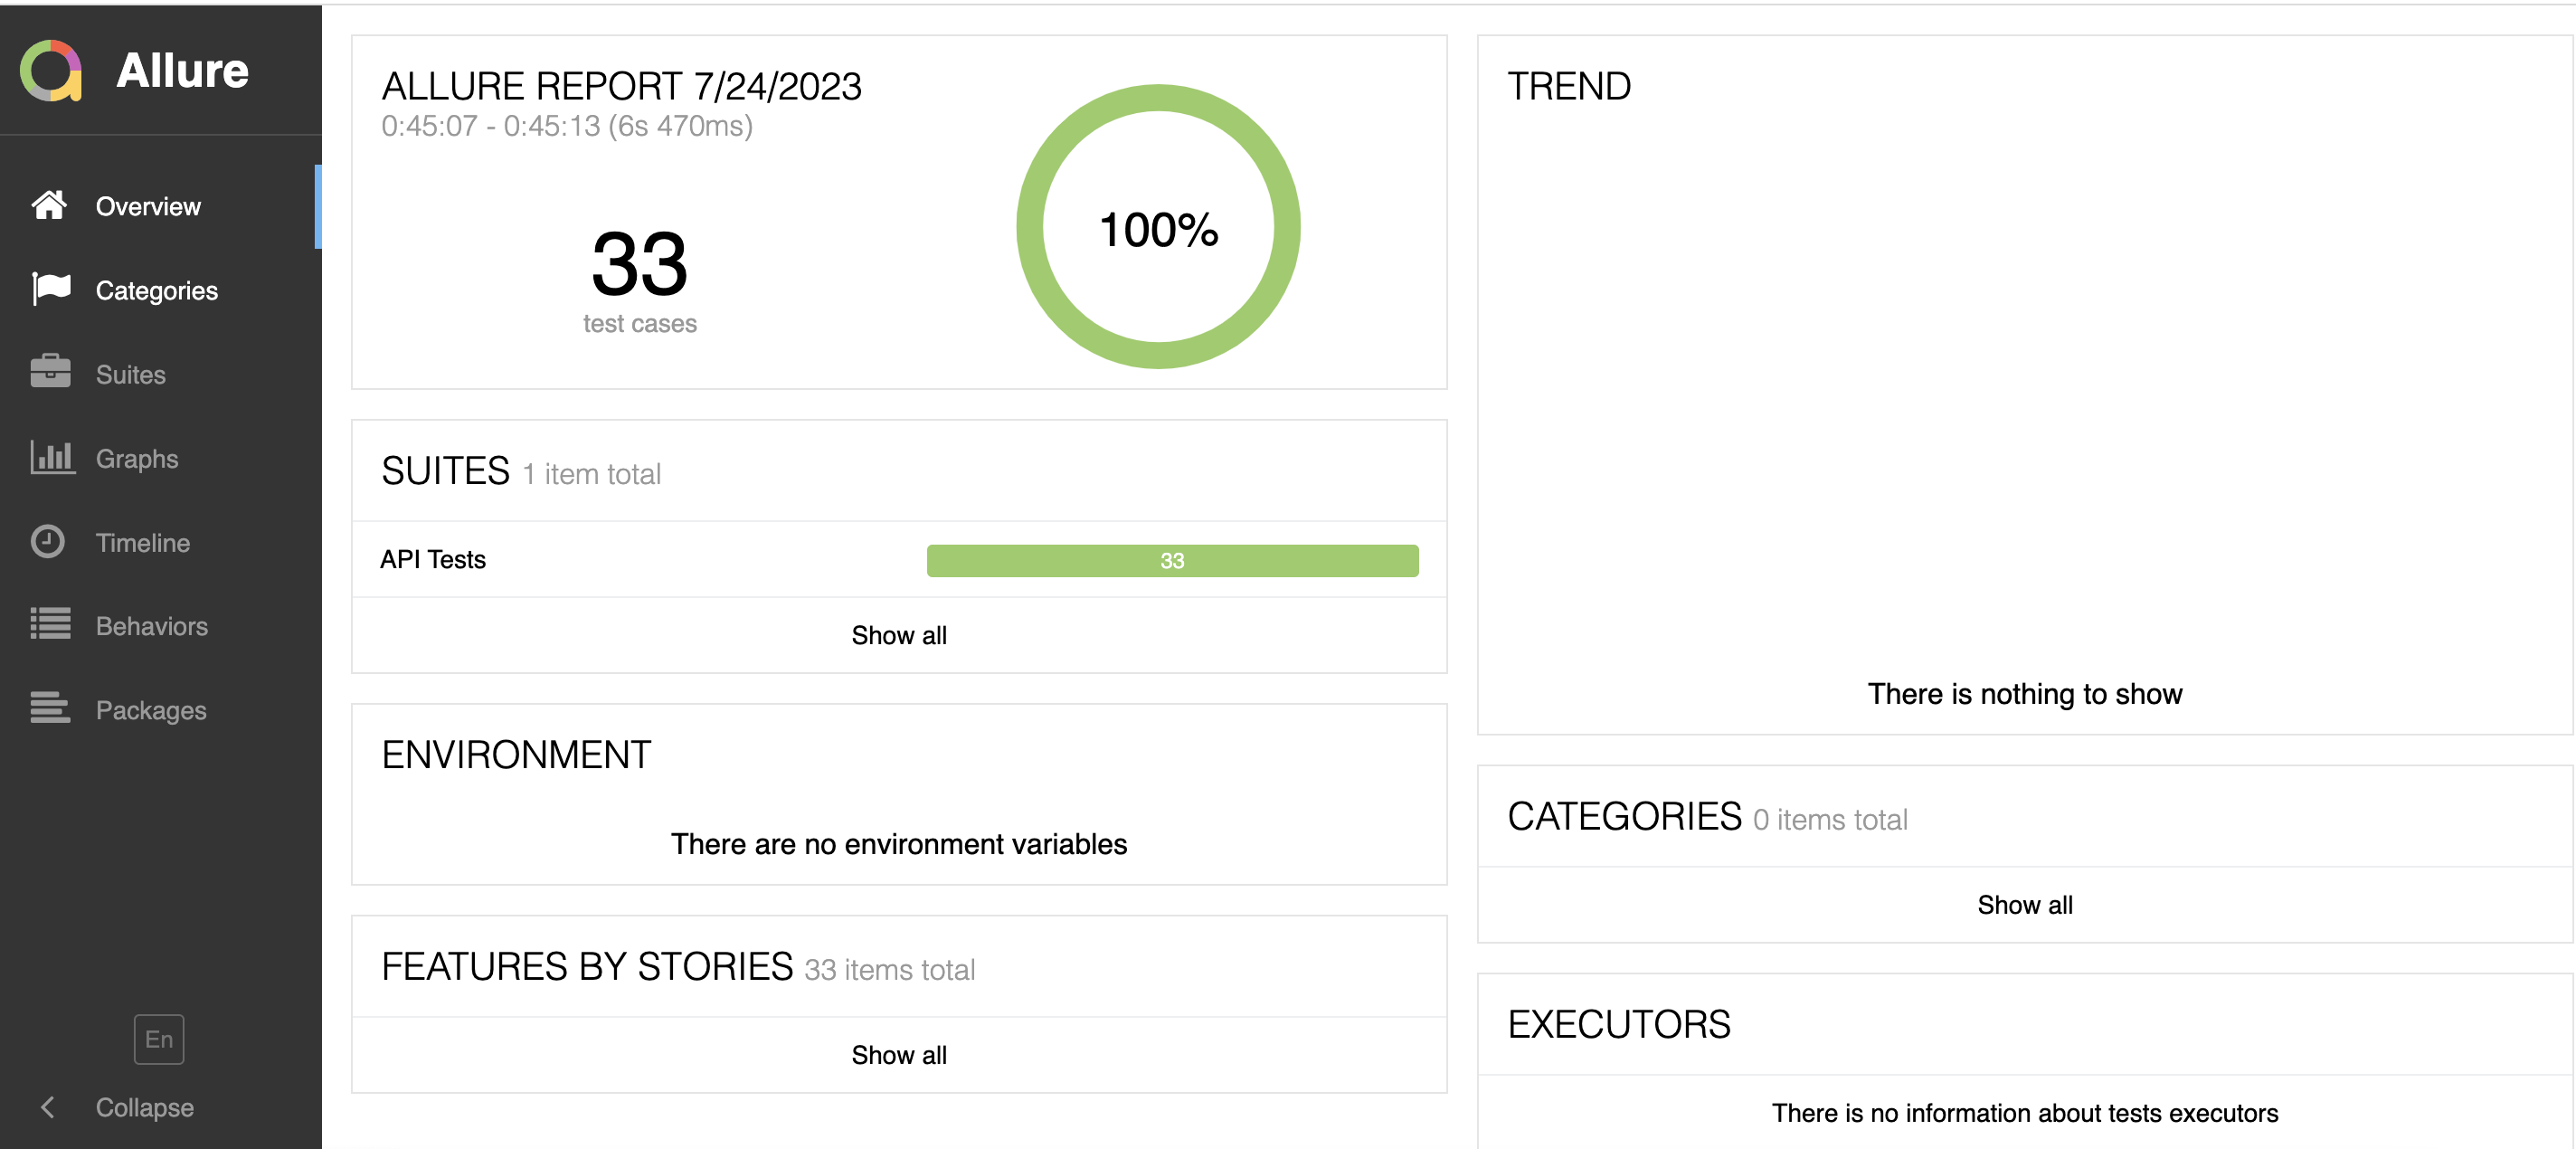 Allure
Overview
Categories
Suites
Graphs
Timeline
Behaviors
Packages
En
Collapse
ALLURE REPORT 7/24/2023
0:45:07 - 0:45:13 (6s 470ms)
33
test cases
100%
SUITES 1 item total
API Tests
33
Show all
ENVIRONMENT
There are no environment variables
FEATURES BY STORIES 33 items total
Show all
TREND
There is nothing to show
CATEGORIES 0 items total
Show all
EXECUTORS
There is no information about tests executors